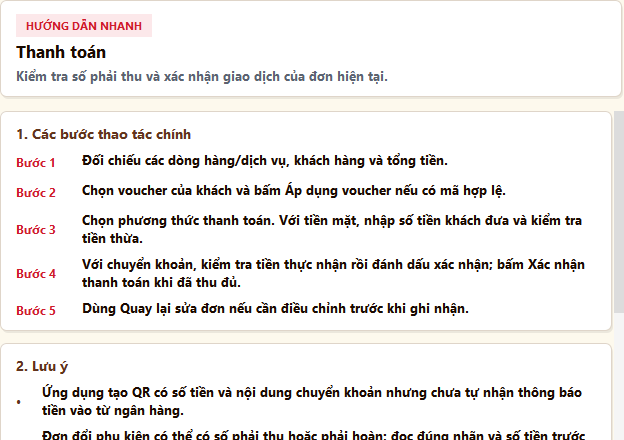 HƯỚNG DẪN NHANH
Thanh toán
Kiểm tra số phải thu và xác nhận giao dịch của đơn hiện tại.
1. Các bước thao tác chính
Bước 1 Đối chiếu các dòng hàng/dịch vụ, khách hàng và tổng tiền.
Bước 2 Chọn voucher của khách và bấm Áp dụng voucher nếu có mã hợp lệ.
Bước 3 Chọn phương thức thanh toán. Với tiền mặt, nhập số tiền khách đưa và kiểm tra
tiền thừa.
Bước 4 Với chuyển khoản, kiểm tra tiền thực nhận rồi đánh dấu xác nhận; bấm Xác nhận
thanh toán khi đã thu đủ.
Bước 5 Dùng Quay lại sửa đơn nếu cần điều chỉnh trước khi ghi nhận.
2. Lưu ý
• Ứng dụng tạo QR có số tiền và nội dung chuyển khoản nhưng chưa tự nhận thông báo
tiền vào từ ngân hàng.
Đơn đổi phụ kiện có thể có số phải thu hoặc phải hoàn; đọc đúng nhãn và số tiền trước